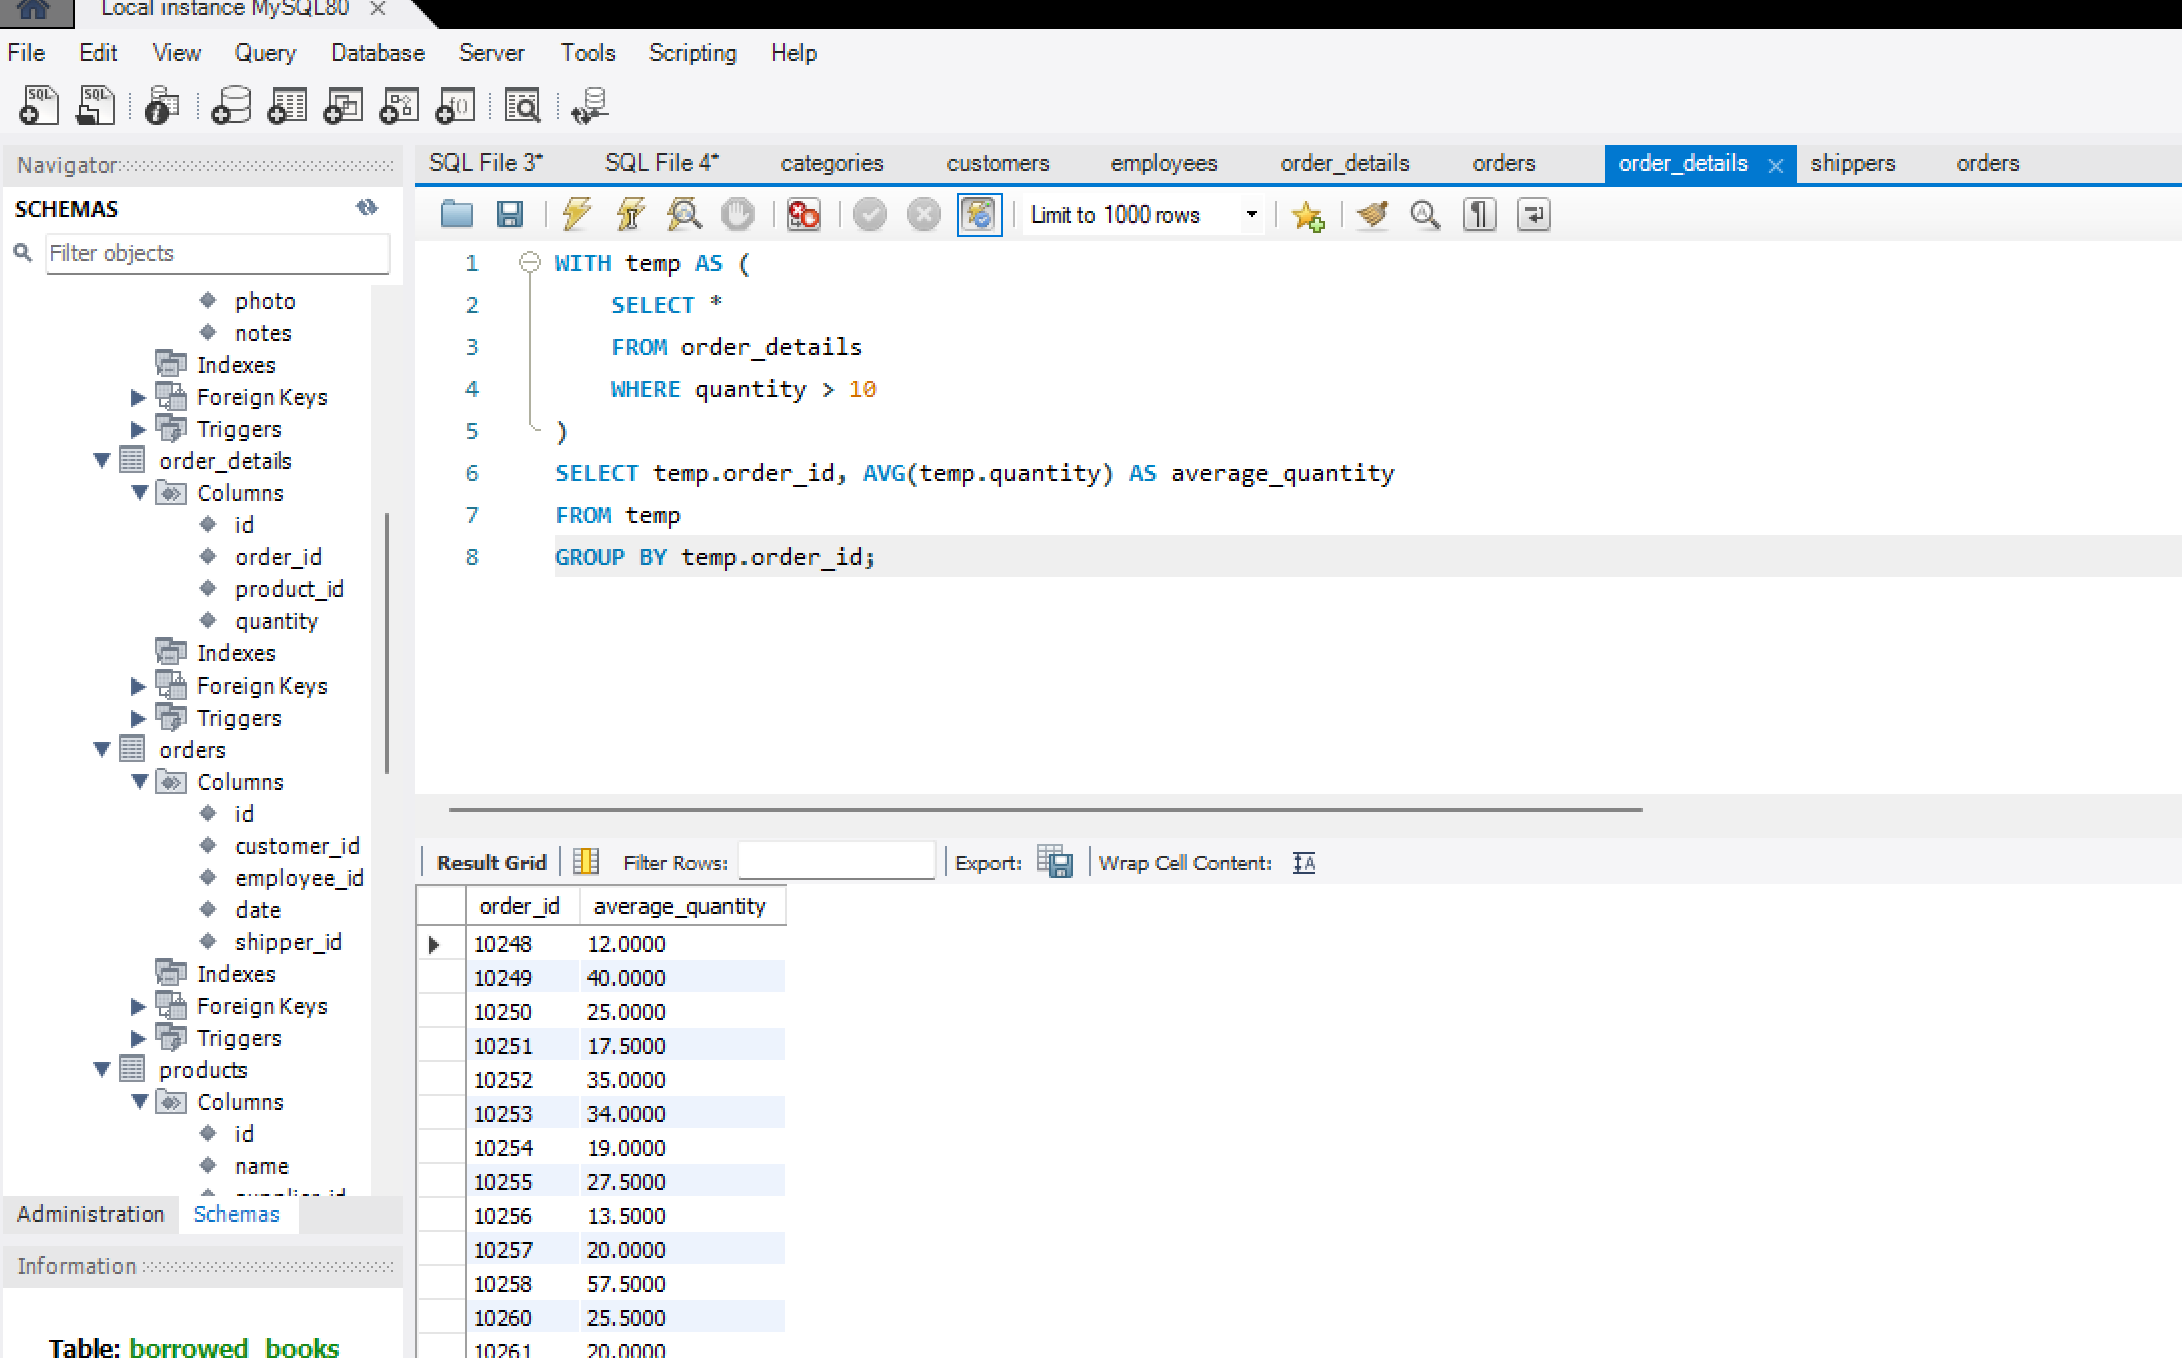 Local instance MySQL80
File Edit View Query Database Server Tools Scripting Help
Navigator
SCHEMAS
Filter objects
photo
notes
Indexes
Foreign Keys
Triggers
order_details
Columns
id
order_id
product_id
quantity
Indexes
Foreign Keys
Triggers
orders
Columns
id
customer_id
employee_id
date
shipper_id
Indexes
Foreign Keys
Triggers
products
Columns
id
name
supplier_id
Administration Schemas
Information
Table: borrowed_books
SQL File 3* SQL File 4* categories customers employees order_details orders order_details shippers orders
Limit to 1000 rows
1 WITH temp AS (
2 SELECT *
3 FROM order_details
4 WHERE quantity > 10
5 )
6 SELECT temp.order_id, AVG(temp.quantity) AS average_quantity
7 FROM temp
8 GROUP BY temp.order_id;
Result Grid Filter Rows: Export: Wrap Cell Content:
order_id average_quantity
10248 12.0000
10249 40.0000
10250 25.0000
10251 17.5000
10252 35.0000
10253 34.0000
10254 19.0000
10255 27.5000
10256 13.5000
10257 20.0000
10258 57.5000
10260 25.5000
10261 20.0000